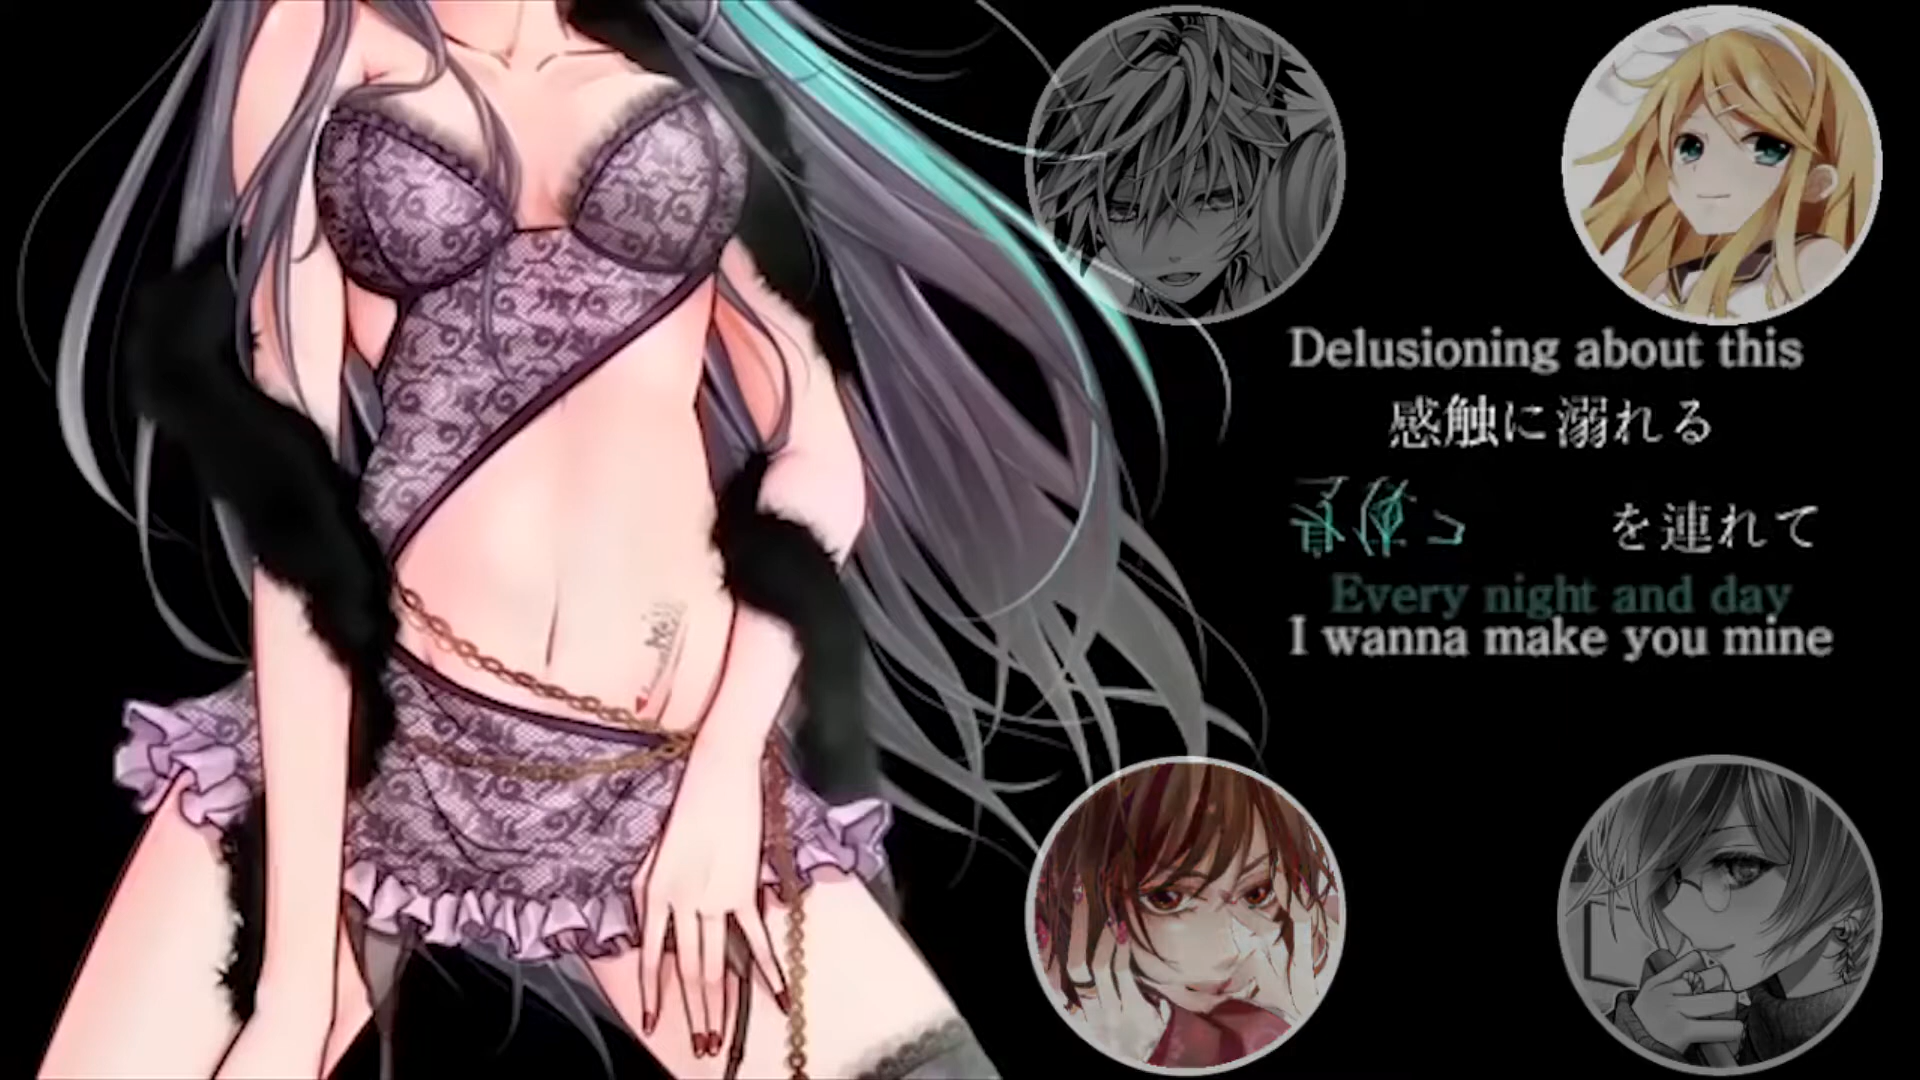 Delusioning about this
感触に溺れる
を連れて
Every night and day
I wanna make you mine